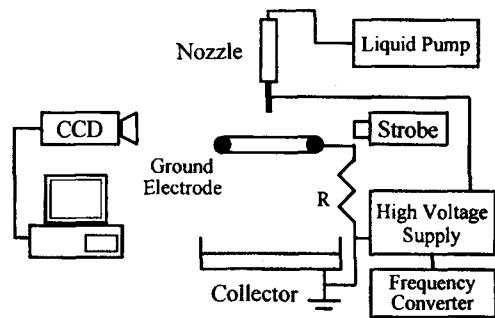 Nozzle
Liquid Pump
CCD
Strobe
Ground
Electrode
R
High Voltage
Supply
Collector
Frequency
Converter